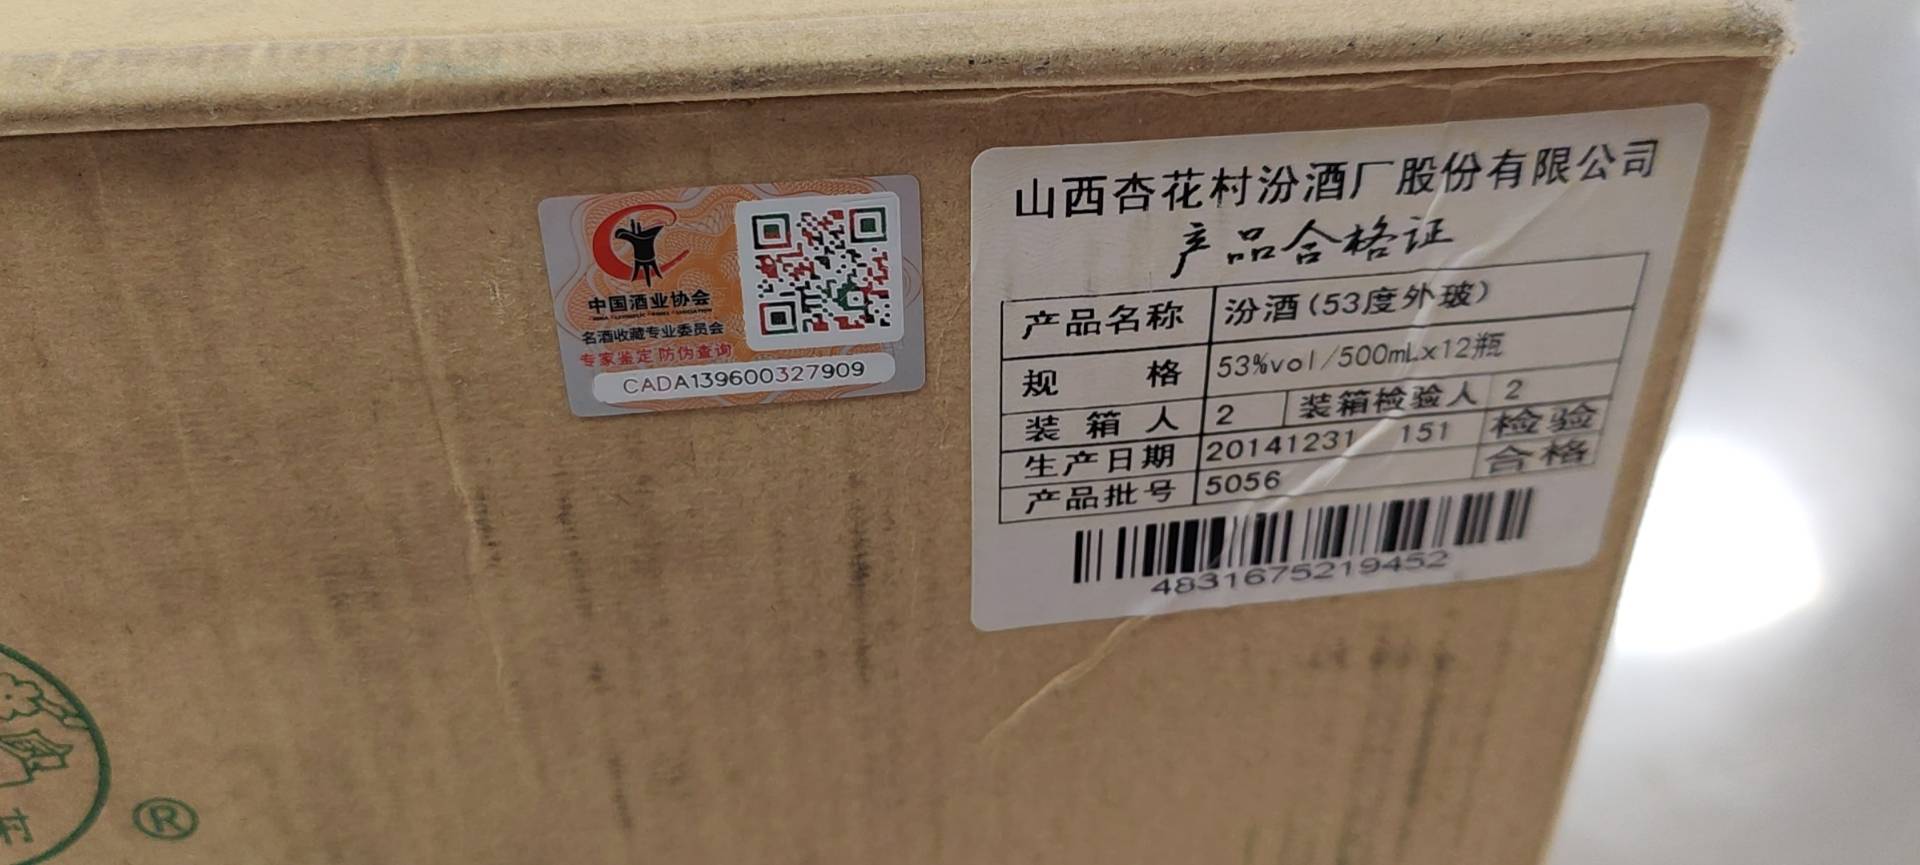 中国酒业协会
名酒收藏专业委员会
专家鉴定 防伪查询
CADA139600327909
山西杏花村汾酒厂股份有限公司
产品合格证
产品名称 汾酒(53度外玻)
规 格 53%vol/500mLx12瓶
装 箱 人 2 装箱检验人 2
生产日期 20141231 151 检验
产品批号 5056 合格
4831675219452
村
®